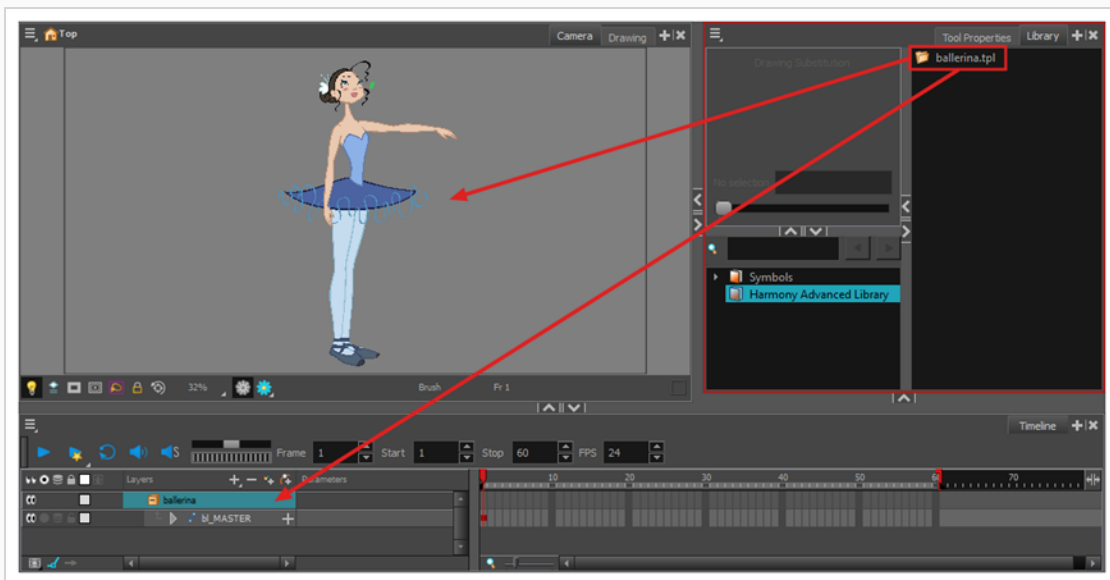 Top
Camera Drawing
Tool Properties Library
Drawing Substitution
ballerina.tpl
No selection
Symbols
Harmony Advanced Library
32% Brush Fr 1
Timeline
S Frame 1 Start 1 Stop 60 FPS 24
Layers Parameters 10 20 30 40 50 60 70
ballerina
bl_MASTER